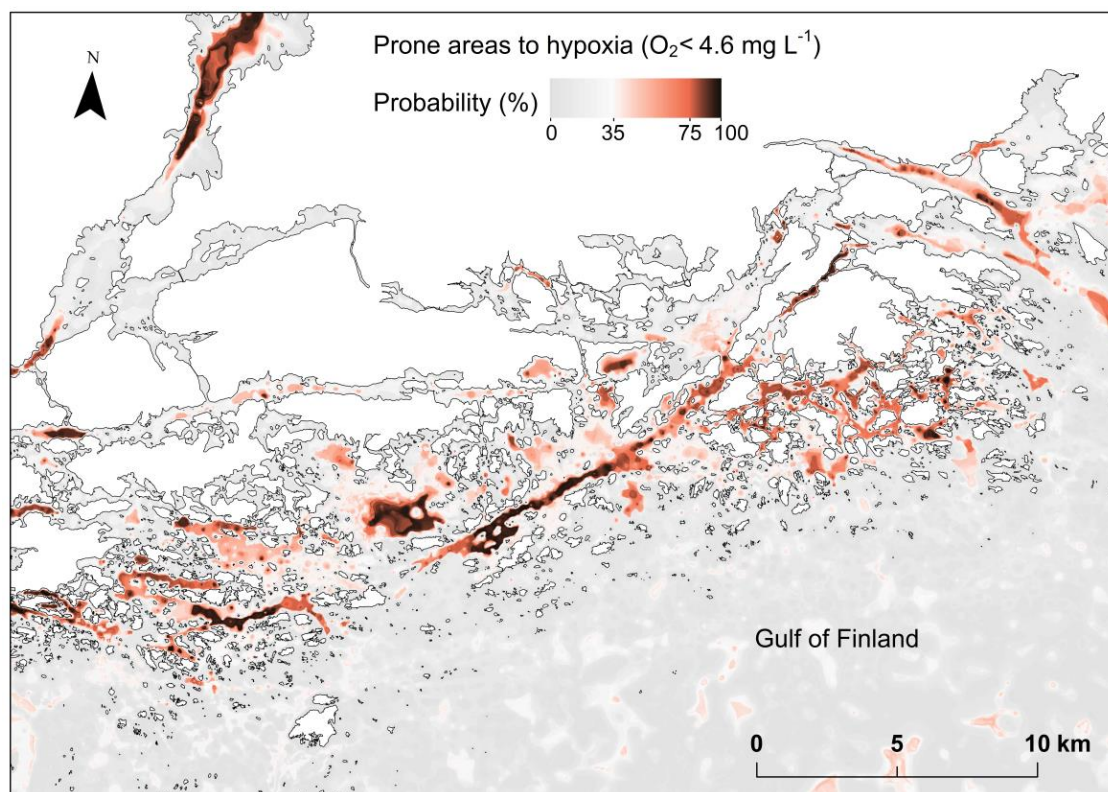 Prone areas to hypoxia (O₂< 4.6 mg L⁻¹)
N
Probability (%)
0 35 75 100
Gulf of Finland
0 5 10 km